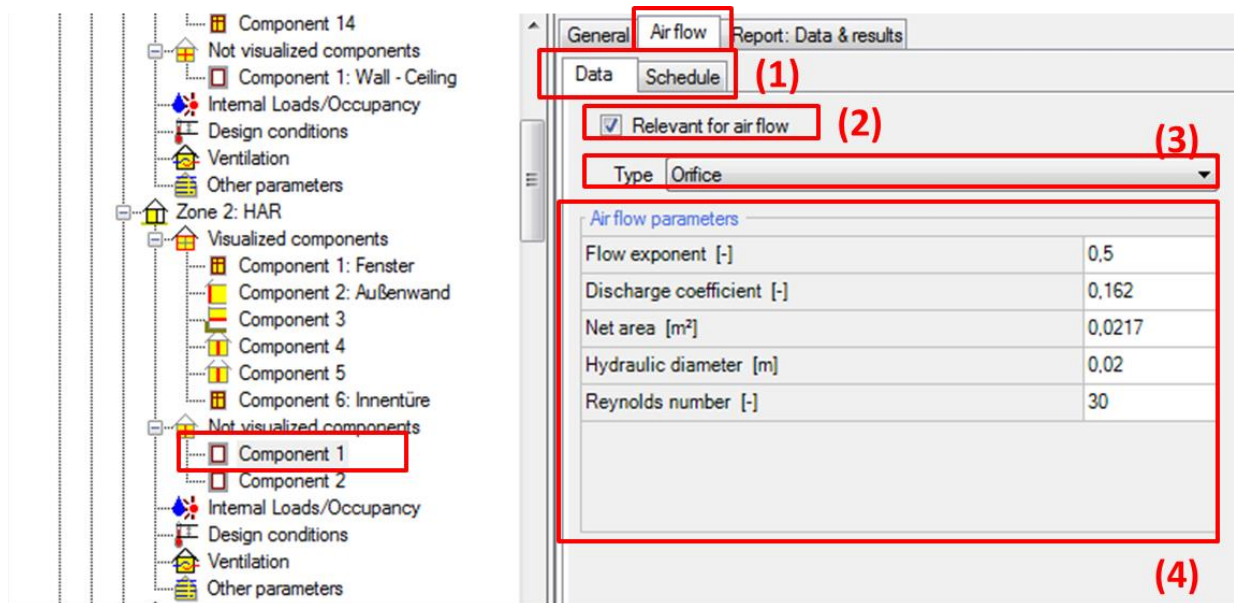 Component 14
Not visualized components
Component 1: Wall - Ceiling
Internal Loads/Occupancy
Design conditions
Ventilation
Other parameters
Zone 2: HAR
Visualized components
Component 1: Fenster
Component 2: Außenwand
Component 3
Component 4
Component 5
Component 6: Innentüre
Not visualized components
Component 1
Component 2
Internal Loads/Occupancy
Design conditions
Ventilation
Other parameters
General Air flow Report: Data & results
Data Schedule (1)
Relevant for air flow (2)
(3)
Type Orifice
Air flow parameters
Flow exponent [-] 0,5
Discharge coefficient [-] 0,162
Net area [m²] 0,0217
Hydraulic diameter [m] 0,02
Reynolds number [-] 30
(4)